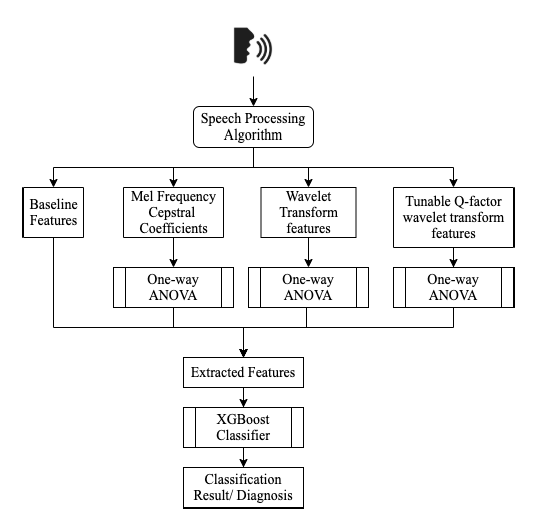 Speech Processing
Algorithm
Baseline
Features
Mel Frequency
Cepstral
Coefficients
Wavelet
Transform
features
Tunable Q-factor
wavelet transform
features
One-way
ANOVA
One-way
ANOVA
One-way
ANOVA
Extracted Features
XGBoost
Classifier
Classification
Result/ Diagnosis